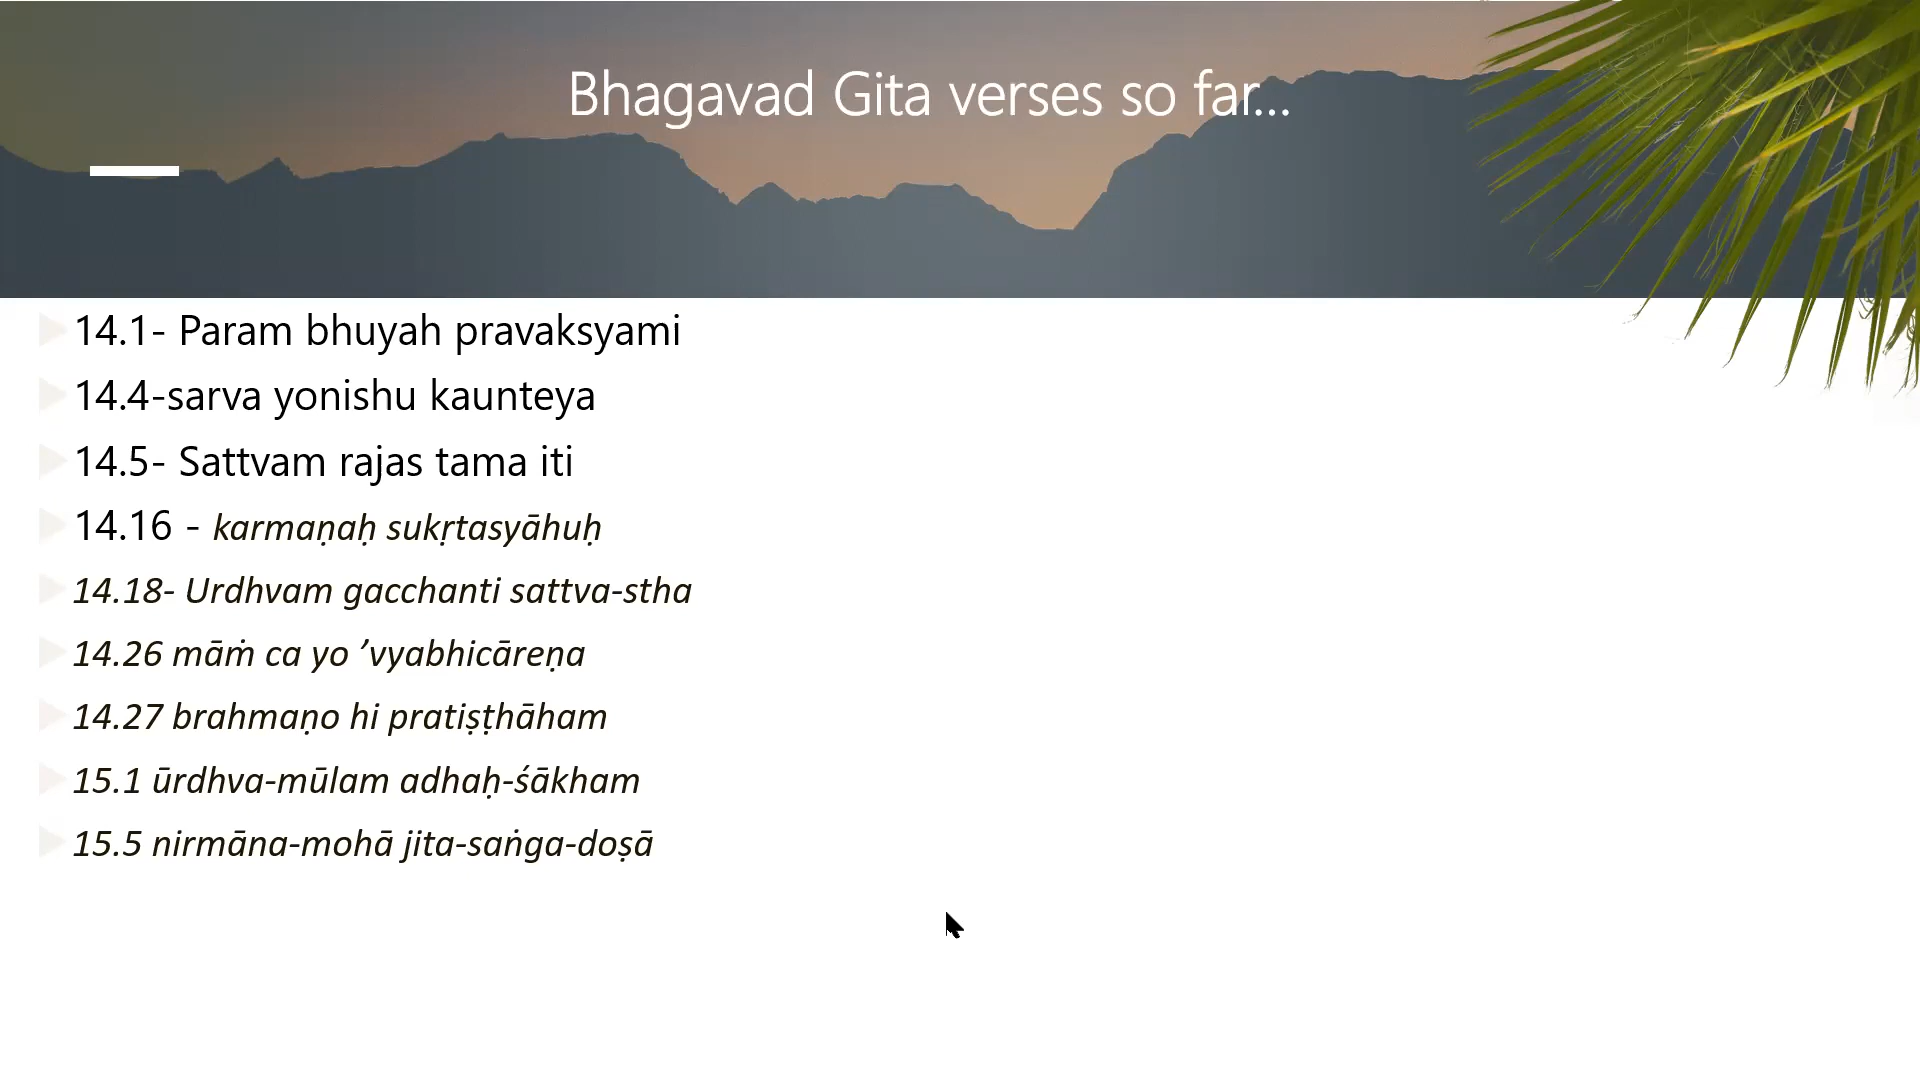 Bhagavad Gita verses so far...
14.1- Param bhuyah pravaksyami
14.4-sarva yonishu kaunteya
14.5- Sattvam rajas tama iti
14.16 - karmaṇaḥ sukṛtasyāhuḥ
14.18- Urdhvam gacchanti sattva-stha
14.26 māṁ ca yo ’vyabhicāreṇa
14.27 brahmaṇo hi pratiṣṭhāham
15.1 ūrdhva-mūlam adhaḥ-śākham
15.5 nirmāna-mohā jita-saṅga-doṣā